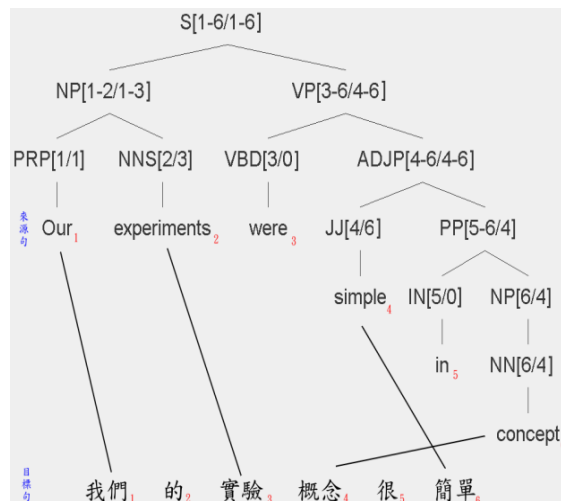 S[1-6/1-6]
NP[1-2/1-3] VP[3-6/4-6]
PRP[1/1] NNS[2/3] VBD[3/0] ADJP[4-6/4-6]
來源句 Our1 experiments2 were3 JJ[4/6] PP[5-6/4]
simple4 IN[5/0] NP[6/4]
in5 NN[6/4]
concept
目標句 我們1 的2 實驗3 概念4 很5 簡單6